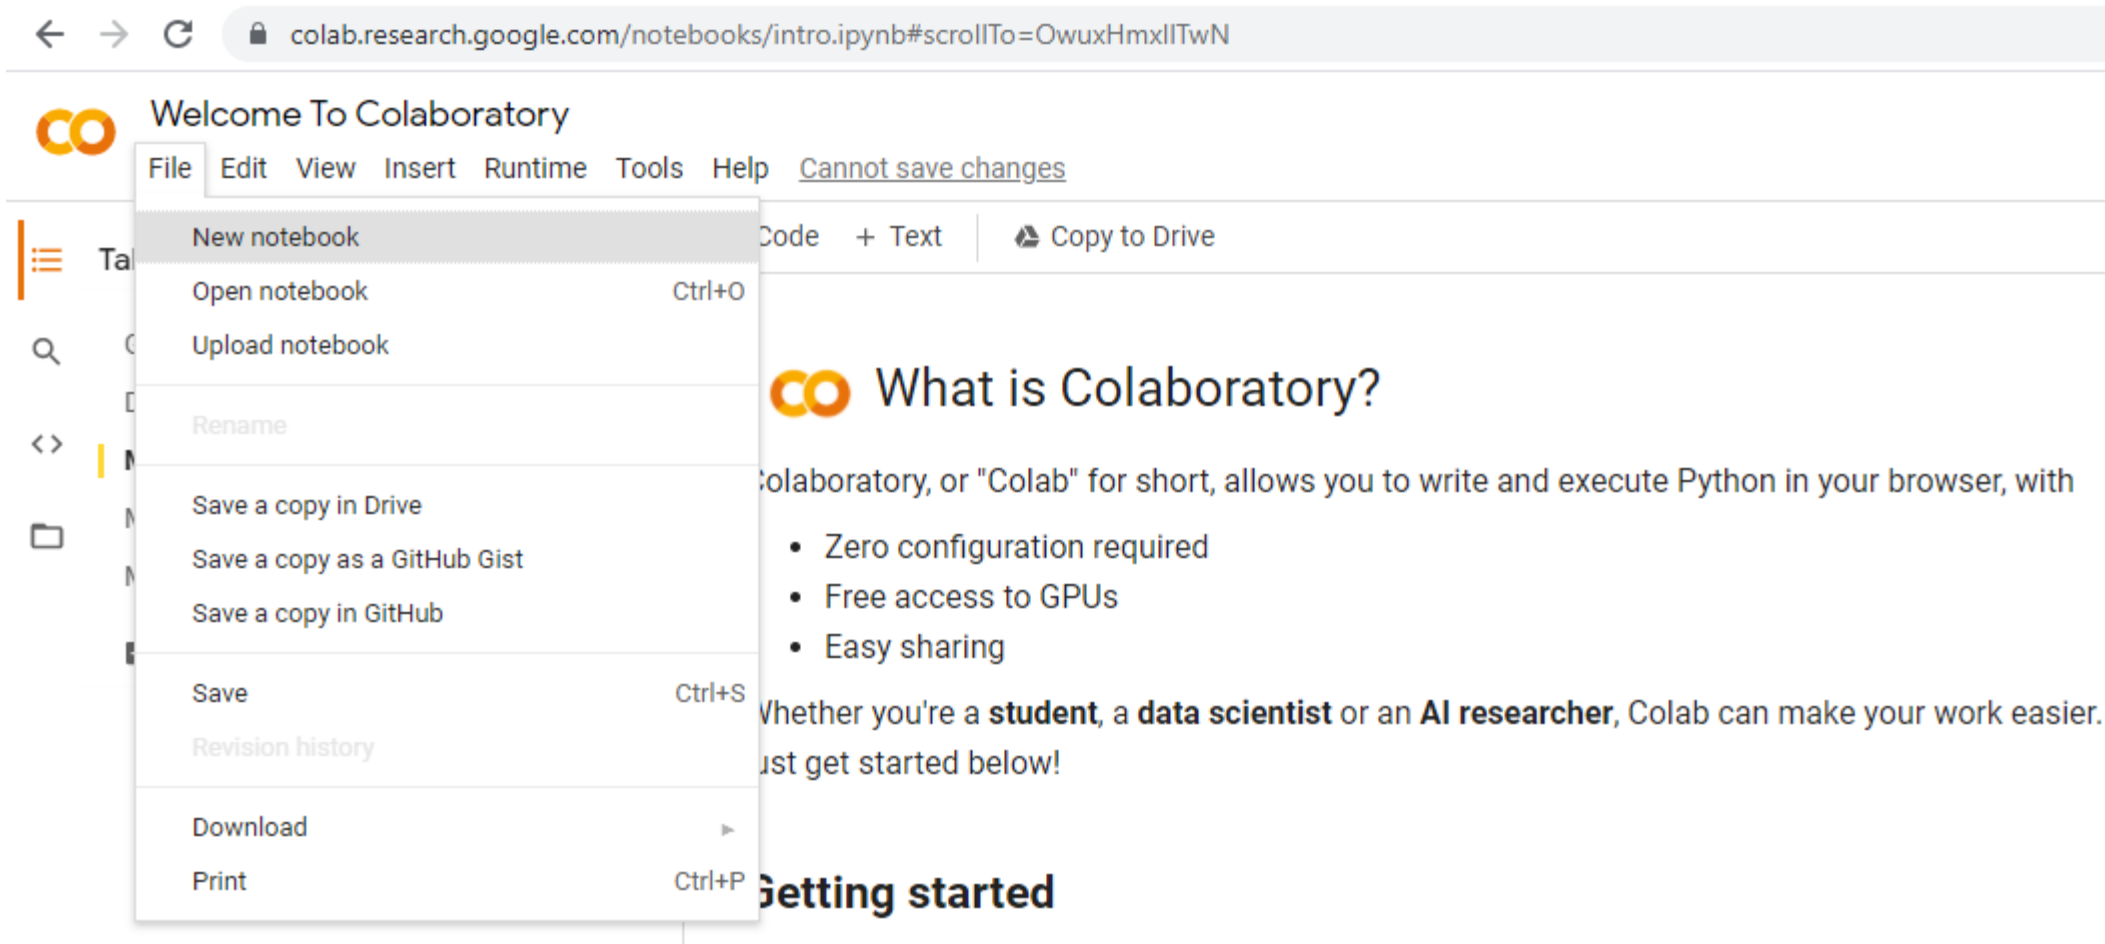 colab.research.google.com/notebooks/intro.ipynb#scrollTo=OwuxHmxllTwN
Welcome To Colaboratory
File Edit View Insert Runtime Tools Help Cannot save changes
New notebook
Open notebook Ctrl+O
Upload notebook
Rename
Save a copy in Drive
Save a copy as a GitHub Gist
Save a copy in GitHub
Save Ctrl+S
Revision history
Download
Print Ctrl+P
Code + Text Copy to Drive
What is Colaboratory?
olaboratory, or "Colab" for short, allows you to write and execute Python in your browser, with
• Zero configuration required
• Free access to GPUs
• Easy sharing
Whether you're a student, a data scientist or an AI researcher, Colab can make your work easier.
ust get started below!
Getting started